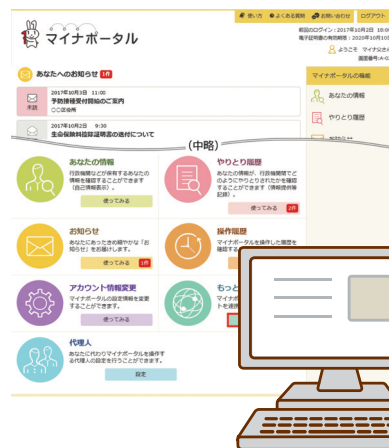 使い方 よくある質問 お問い合わせ ログアウト
マイナポータル
前回のログイン：2017年10月2日 18:0
電子証明書の有効期間：2020年10月10
ようこそ マイナ父さん
画面番号:A-0
あなたへのお知らせ 1件
マイナポータルの機能
未読
2017年10月3日 11:00
予防接種受付開始のご案内
○○区役所
あなたの情報
2017年10月2日 9:30
生命保険料控除証明書の送付について
やりとり履歴
(中略)
あなたの情報
行政機関などが保有するあなたの
情報を確認することができます
（自己情報表示）。
使ってみる
やりとり履歴
あなたの情報が、行政機関間でど
のようにやりとりされたかを確認
することができます（情報提供等
記録）。
使ってみる 2件
お知らせ
あなたにあったきめ細やかな「お
知らせ」をお届けします。
使ってみる 1件
操作履歴
マイナポータルを操作した履歴を
確認する
アカウント情報変更
マイナポータルの設定情報を変更
することができます。
使ってみる
もっと
マイナポ
トを連携
代理人
あなたに代わりマイナポータルを操作す
る代理人の設定を行うことができます。
設定